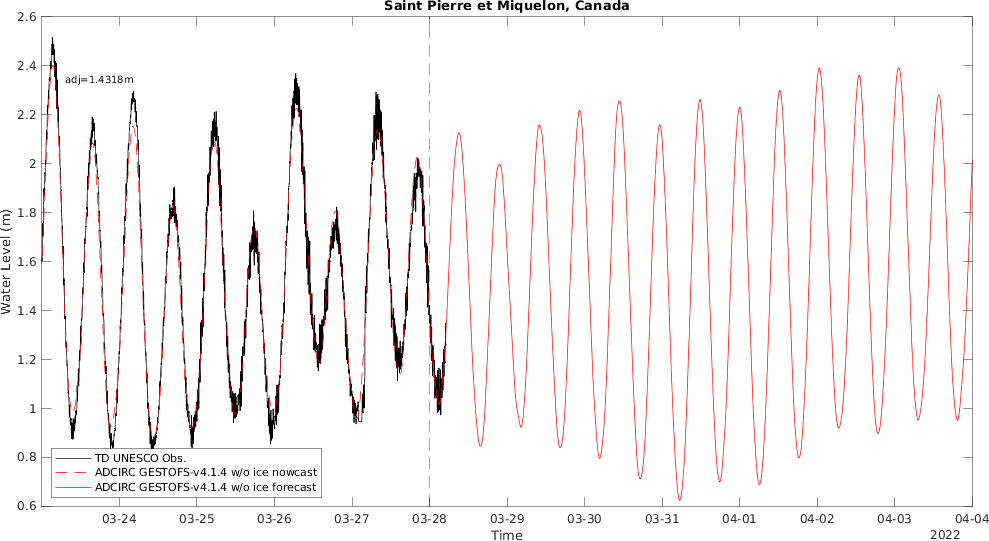 Saint Pierre et Miquelon, Canada
2.6
2.4
2.2
2
1.8
1.6
1.4
1.2
1
0.8
0.6
Water Level (m)
adj=1.4318m
TD UNESCO Obs.
ADCIRC GESTOFS-v4.1.4 w/o ice nowcast
ADCIRC GESTOFS-v4.1.4 w/o ice forecast
03-24 03-25 03-26 03-27 03-28 03-29 03-30 03-31 04-01 04-02 04-03 04-04
Time
2022